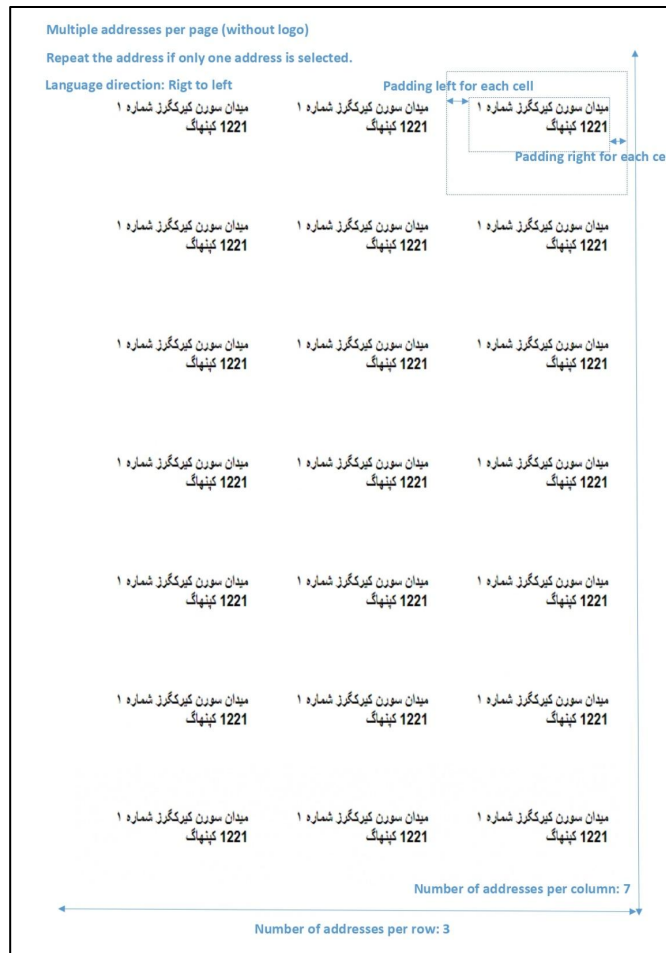 Multiple addresses per page (without logo)
Repeat the address if only one address is selected.
Language direction: Rigt to left
Padding left for each cell
میدان سورن کیرکگرز شماره ۱
1221 کپنهاگ
میدان سورن کیرکگرز شماره ۱
1221 کپنهاگ
میدان سورن کیرکگرز شماره ۱
1221 کپنهاگ
Padding right for each ce
میدان سورن کیرکگرز شماره ۱
1221 کپنهاگ
میدان سورن کیرکگرز شماره ۱
1221 کپنهاگ
میدان سورن کیرکگرز شماره ۱
1221 کپنهاگ
میدان سورن کیرکگرز شماره ۱
1221 کپنهاگ
میدان سورن کیرکگرز شماره ۱
1221 کپنهاگ
میدان سورن کیرکگرز شماره ۱
1221 کپنهاگ
میدان سورن کیرکگرز شماره ۱
1221 کپنهاگ
میدان سورن کیرکگرز شماره ۱
1221 کپنهاگ
میدان سورن کیرکگرز شماره ۱
1221 کپنهاگ
میدان سورن کیرکگرز شماره ۱
1221 کپنهاگ
میدان سورن کیرکگرز شماره ۱
1221 کپنهاگ
میدان سورن کیرکگرز شماره ۱
1221 کپنهاگ
میدان سورن کیرکگرز شماره ۱
1221 کپنهاگ
میدان سورن کیرکگرز شماره ۱
1221 کپنهاگ
میدان سورن کیرکگرز شماره ۱
1221 کپنهاگ
میدان سورن کیرکگرز شماره ۱
1221 کپنهاگ
میدان سورن کیرکگرز شماره ۱
1221 کپنهاگ
میدان سورن کیرکگرز شماره ۱
1221 کپنهاگ
Number of addresses per column: 7
Number of addresses per row: 3